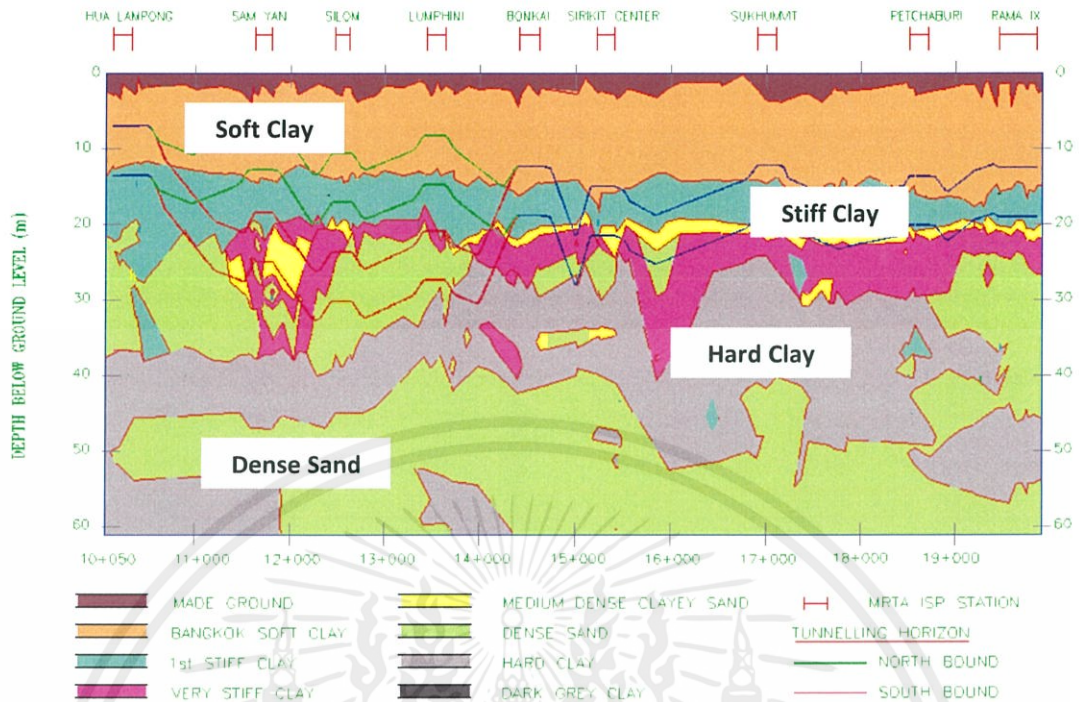 HUA LAMPONG SAM YAN SILOM LUMPHINI BONKAI SIRIKIT CENTER SUKHUMVIT PETCHABURI RAMA IX
0 0
Soft Clay
10 10
Stiff Clay
20 20
30 30
Hard Clay
40 40
Dense Sand
50 50
60 60
DEPTH BELOW GROUND LEVEL (m)
10+050 11+000 12+000 13+000 14+000 15+000 16+000 17+000 18+000 19+000
MADE GROUND MEDIUM DENSE CLAYEY SAND MRTA ISP STATION
BANGKOK SOFT CLAY DENSE SAND TUNNELLING HORIZON
1st STIFF CLAY HARD CLAY NORTH BOUND
VERY STIFF CLAY DARK GREY CLAY SOUTH BOUND